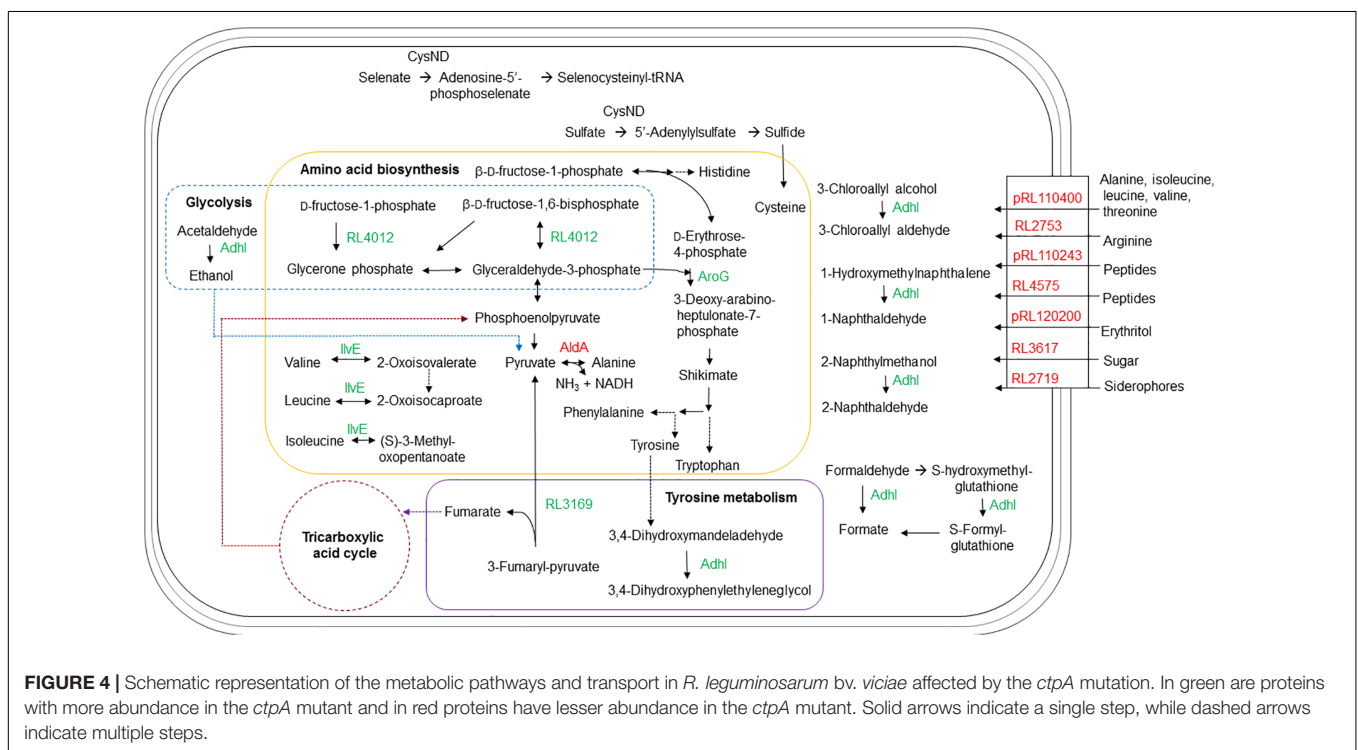 CysND
Selenate → Adenosine-5'- → Selenocysteinyl-tRNA
phosphoselenate
CysND
Sulfate → 5'-Adenylylsulfate → Sulfide
Cysteine
Amino acid biosynthesis
β-D-fructose-1-phosphate
Histidine
Glycolysis
Acetaldehyde
AdhI
Ethanol
D-fructose-1-phosphate
RL4012
Glycerone phosphate
β-D-fructose-1,6-bisphosphate
RL4012
Glyceraldehyde-3-phosphate
D-Erythrose-
4-phosphate
AroG
3-Deoxy-arabino-
heptulonate-7-
phosphate
Phosphoenolpyruvate
Pyruvate
AldA
Alanine
NH₃ + NADH
Valine
IlvE
2-Oxoisovalerate
Leucine
IlvE
2-Oxoisocaproate
Isoleucine
IlvE
(S)-3-Methyl-
oxopentanoate
Shikimate
Phenylalanine
Tyrosine
Tryptophan
Tricarboxylic
acid cycle
Fumarate
RL3169
3-Fumaryl-pyruvate
Tyrosine metabolism
3,4-Dihydroxymandeladehyde
AdhI
3,4-Dihydroxyphenylethyleneglycol
3-Chloroallyl alcohol
AdhI
3-Chloroallyl aldehyde
1-Hydroxymethylnaphthalene
AdhI
1-Naphthaldehyde
2-Naphthylmethanol
AdhI
2-Naphthaldehyde
Formaldehyde → S-hydroxymethyl-
glutathione
AdhI
AdhI
Formate
S-Formyl-
glutathione
pRL110400
Alanine, isoleucine,
leucine, valine,
threonine
RL2753
Arginine
pRL110243
Peptides
RL4575
Peptides
pRL120200
Erythritol
RL3617
Sugar
RL2719
Siderophores
FIGURE 4 | Schematic representation of the metabolic pathways and transport in R. leguminosarum bv. viciae affected by the ctpA mutation. In green are proteins
with more abundance in the ctpA mutant and in red proteins have lesser abundance in the ctpA mutant. Solid arrows indicate a single step, while dashed arrows
indicate multiple steps.